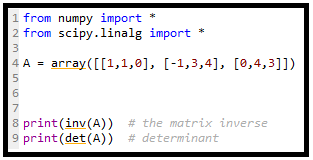 1 from numpy import *
2 from scipy.linalg import *
3
4 A = array([[1,1,0], [-1,3,4], [0,4,3]])
5
6
7
8 print(inv(A))  # the matrix inverse
9 print(det(A))  # determinant